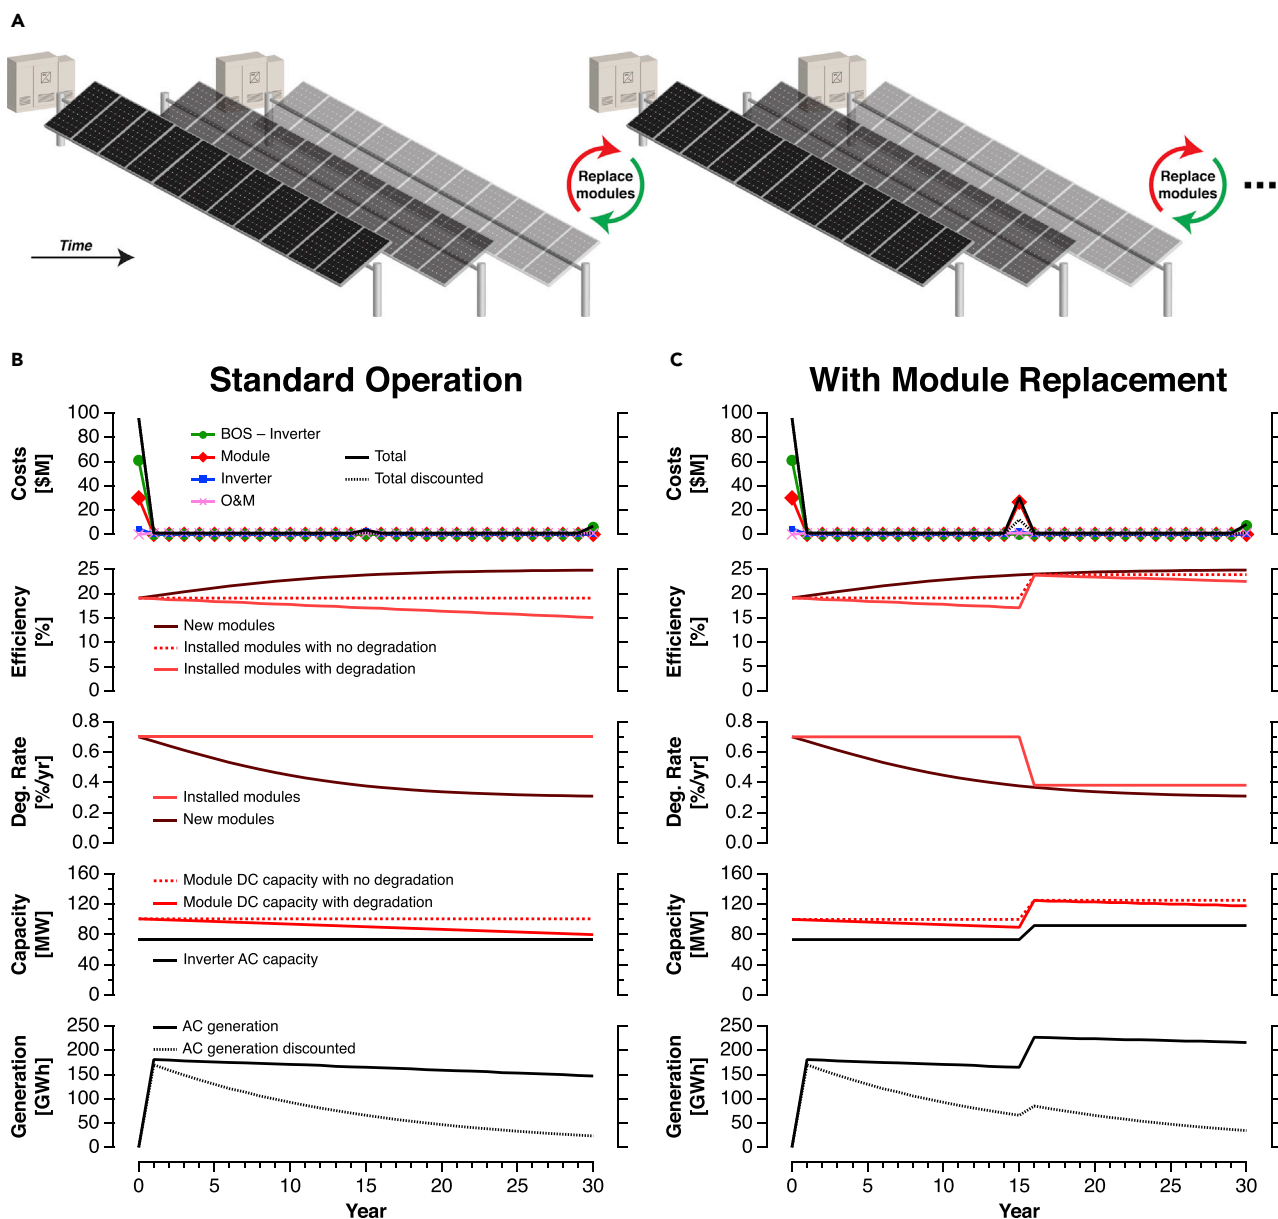 A
Replace
modules
Replace
modules
...
Time
B
Standard Operation
Costs
[$M]
100
80
60
40
20
0
BOS – Inverter
Module
Inverter
O&M
Total
Total discounted
Efficiency
[%]
25
20
15
10
5
0
New modules
Installed modules with no degradation
Installed modules with degradation
Deg. Rate
[%/yr]
0.8
0.6
0.4
0.2
0.0
Installed modules
New modules
Capacity
[MW]
160
120
80
40
0
Module DC capacity with no degradation
Module DC capacity with degradation
Inverter AC capacity
Generation
[GWh]
250
200
150
100
50
0
AC generation
AC generation discounted
0 5 10 15 20 25 30
Year
C
With Module Replacement
Costs
[$M]
100
80
60
40
20
0
Efficiency
[%]
25
20
15
10
5
0
Deg. Rate
[%/yr]
0.8
0.6
0.4
0.2
0.0
Capacity
[MW]
160
120
80
40
0
Generation
[GWh]
250
200
150
100
50
0
0 5 10 15 20 25 30
Year